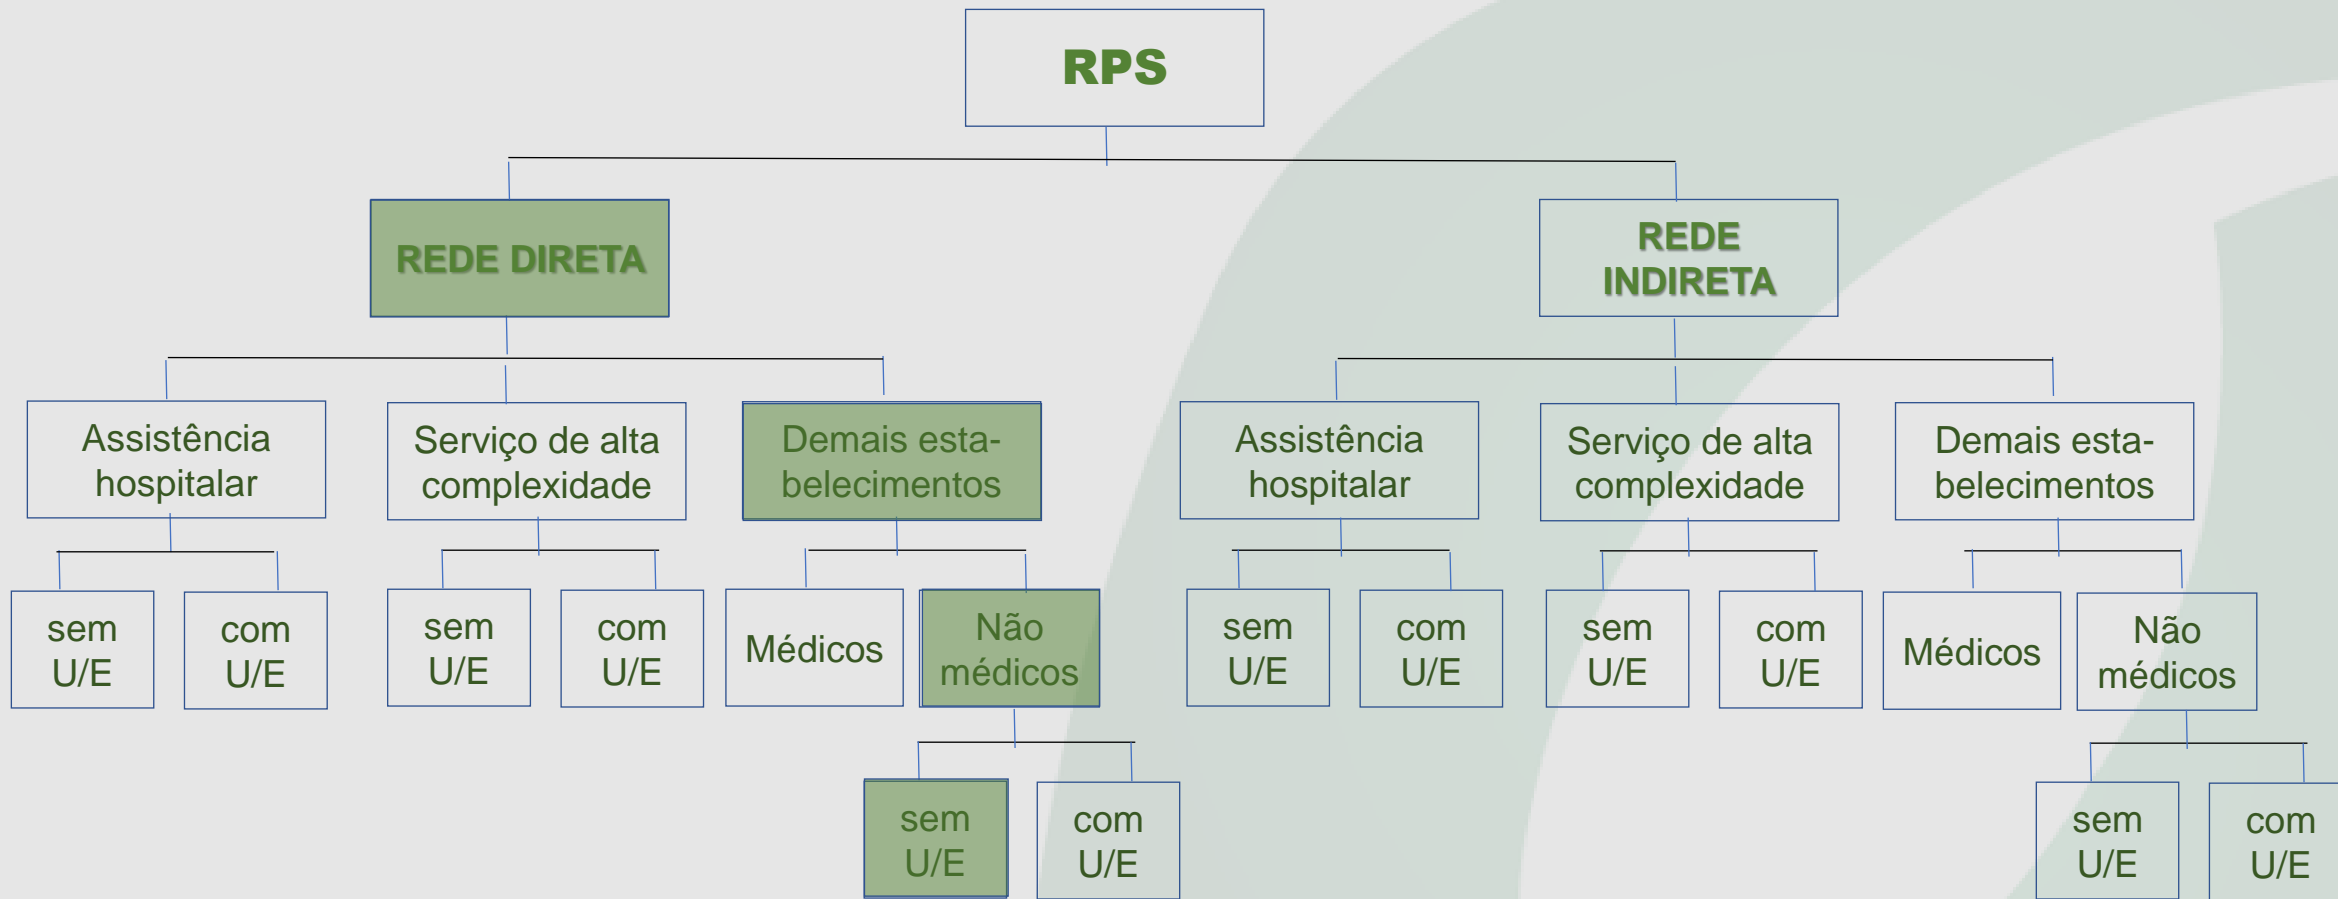 RPS
REDE DIRETA
REDE
INDIRETA
Assistência
hospitalar
Serviço de alta
complexidade
Demais esta-
belecimentos
Assistência
hospitalar
Serviço de alta
complexidade
Demais esta-
belecimentos
sem
U/E
com
U/E
sem
U/E
com
U/E
Médicos
Não
médicos
sem
U/E
com
U/E
sem
U/E
com
U/E
Médicos
Não
médicos
sem
U/E
com
U/E
sem
U/E
com
U/E